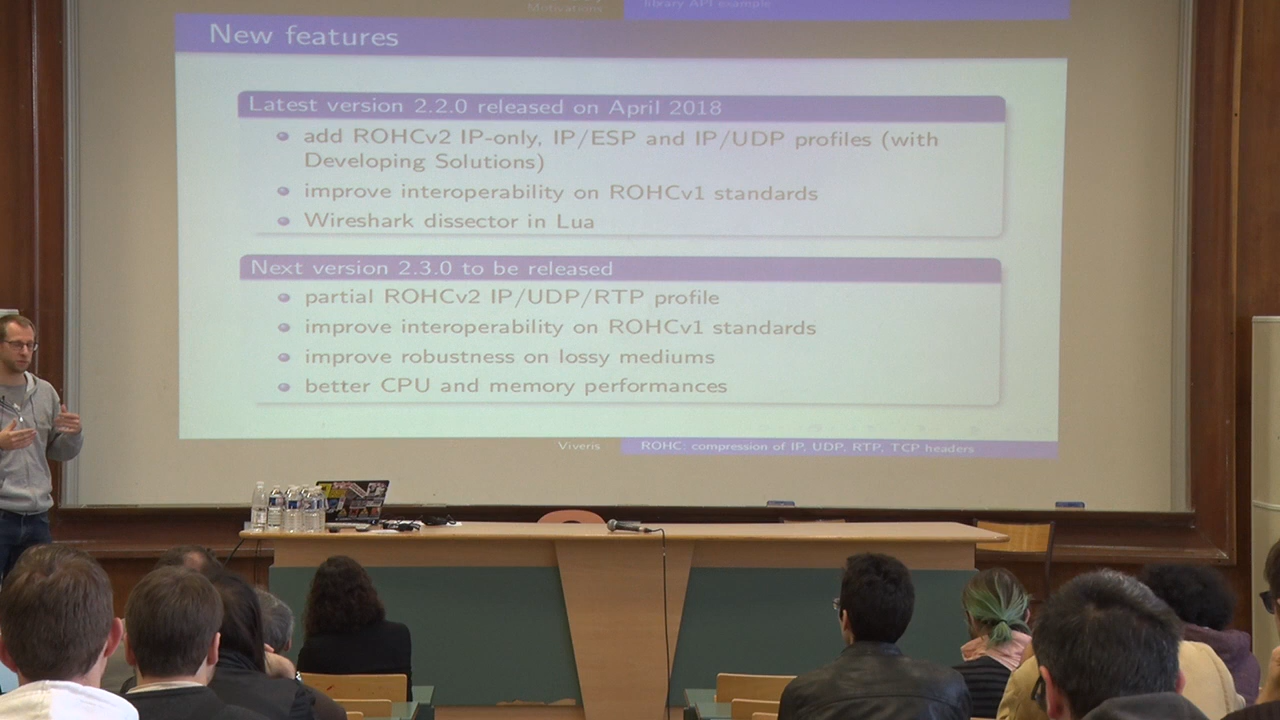 Motivations
library API example
New features
Latest version 2.2.0 released on April 2018
add ROHCv2 IP-only, IP/ESP and IP/UDP profiles (with
Developing Solutions)
improve interoperability on ROHCv1 standards
Wireshark dissector in Lua
Next version 2.3.0 to be released
partial ROHCv2 IP/UDP/RTP profile
improve interoperability on ROHCv1 standards
improve robustness on lossy mediums
better CPU and memory performances
Viveris
ROHC: compression of IP, UDP, RTP, TCP headers